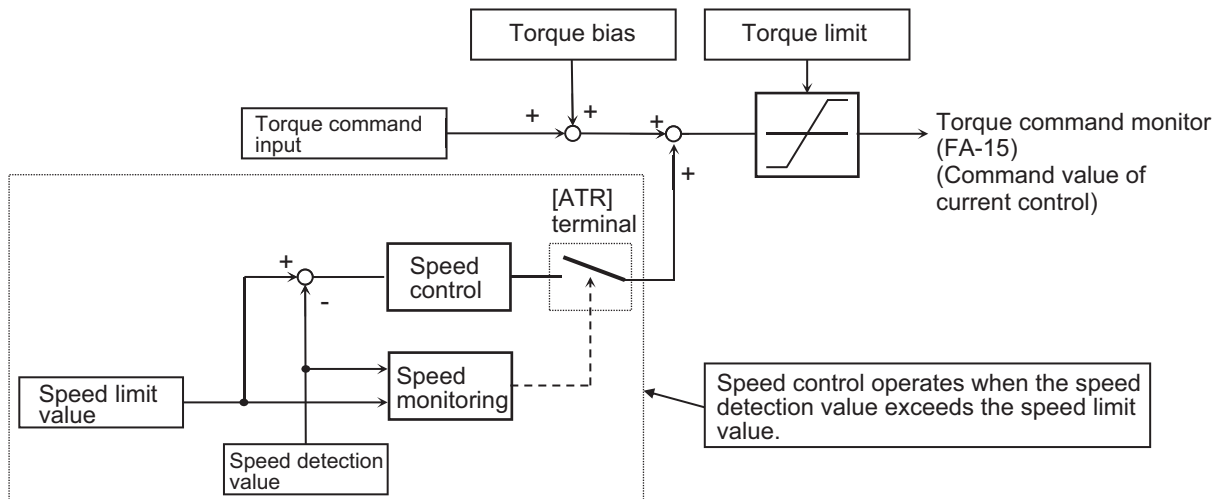 Torque bias
Torque limit
+
+
+
Torque command
input
Torque command monitor
(FA-15)
(Command value of
current control)
+
[ATR]
terminal
+
Speed
control
-
Speed
monitoring
Speed limit
value
Speed control operates when the speed
detection value exceeds the speed limit
value.
Speed detection
value